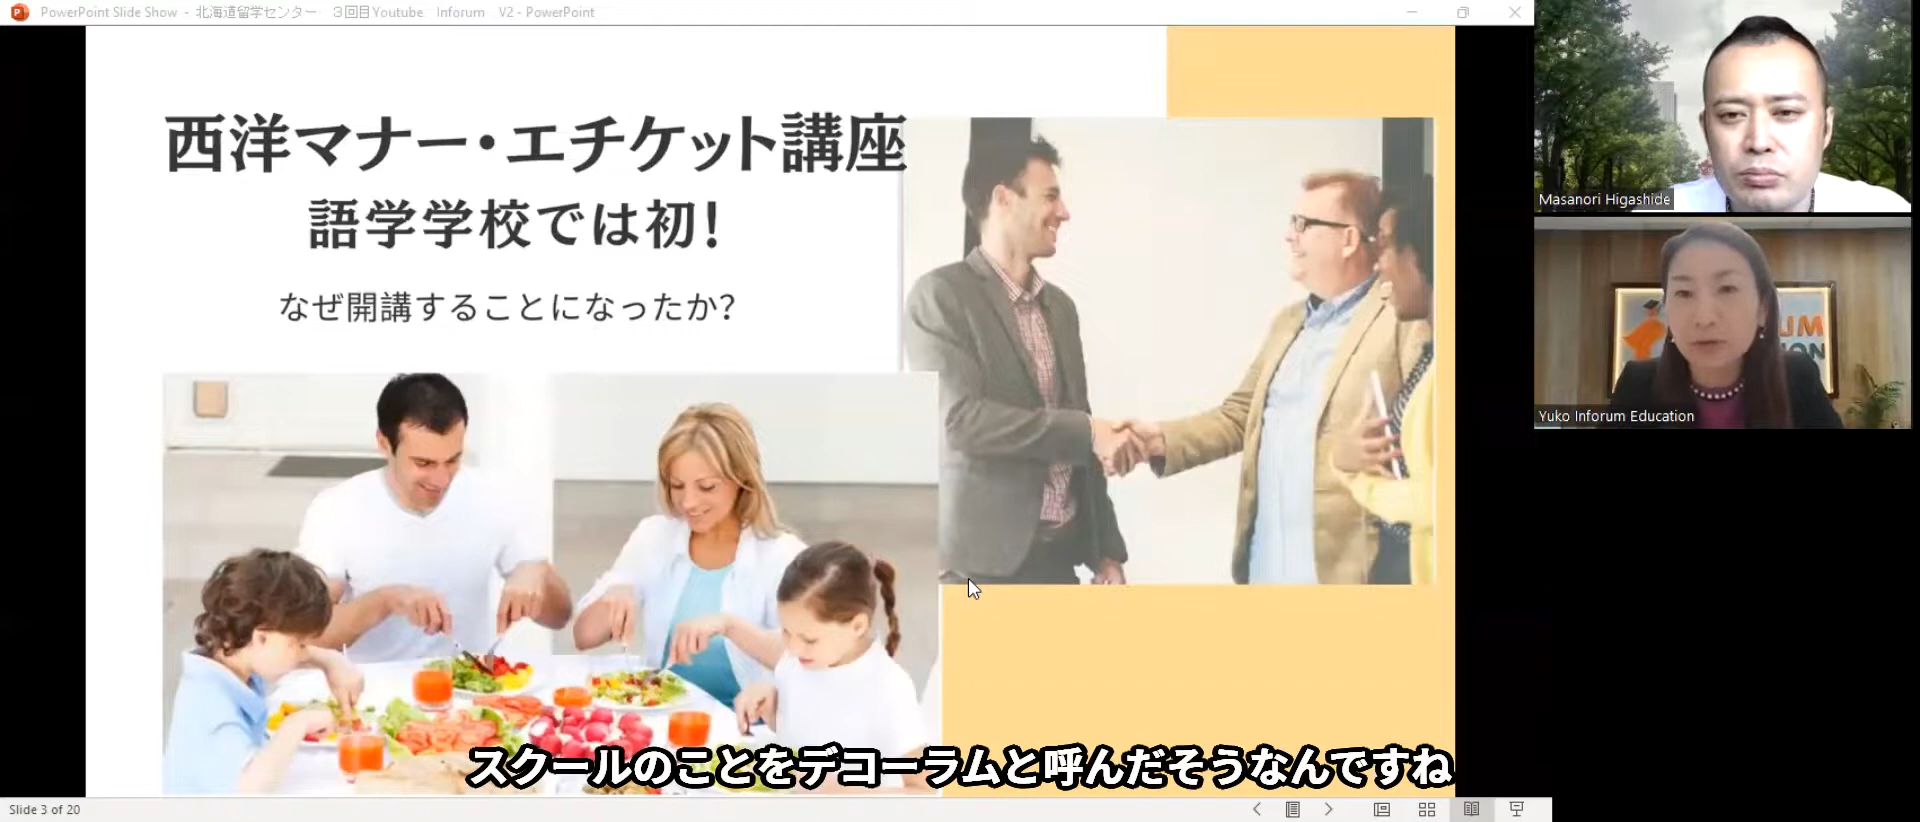 PowerPoint Slide Show - 北海道留学センター 3回目Youtube Inforum V2 - PowerPoint
西洋マナー・エチケット講座
語学学校では初!
なぜ開講することになったか?
スクールのことをデコーラムと呼んだそうなんですね
Slide 3 of 20
Masanori Higashide
UM
ION
Yuko Inforum Education